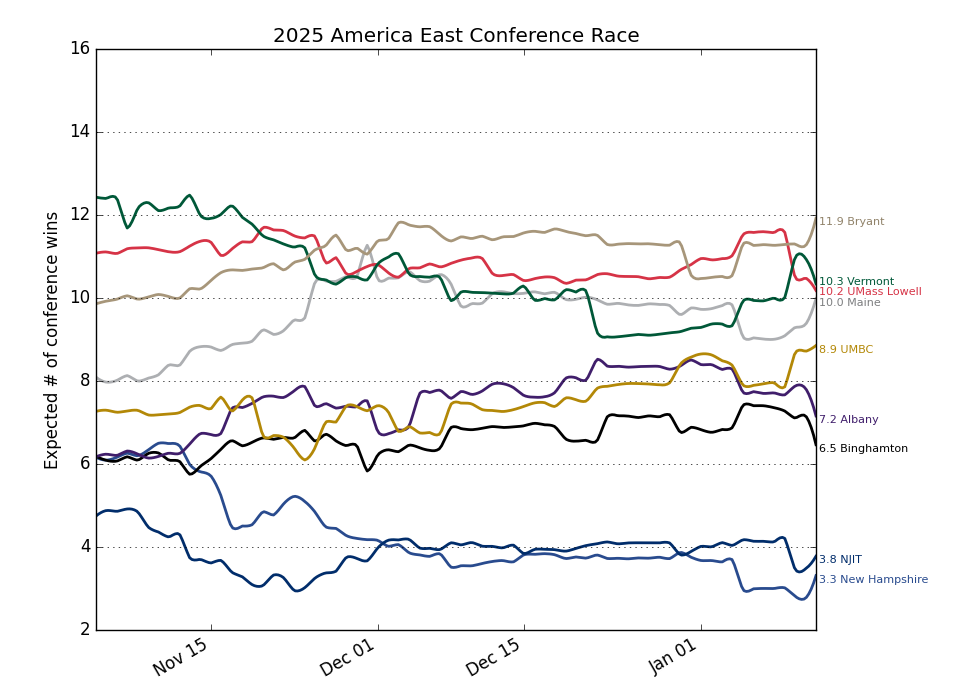 2025 America East Conference Race
Expected # of conference wins
16
14
12
10
8
6
4
2
11.9 Bryant
10.3 Vermont
10.2 UMass Lowell
10.0 Maine
8.9 UMBC
7.2 Albany
6.5 Binghamton
3.8 NJIT
3.3 New Hampshire
Nov 15
Dec 01
Dec 15
Jan 01